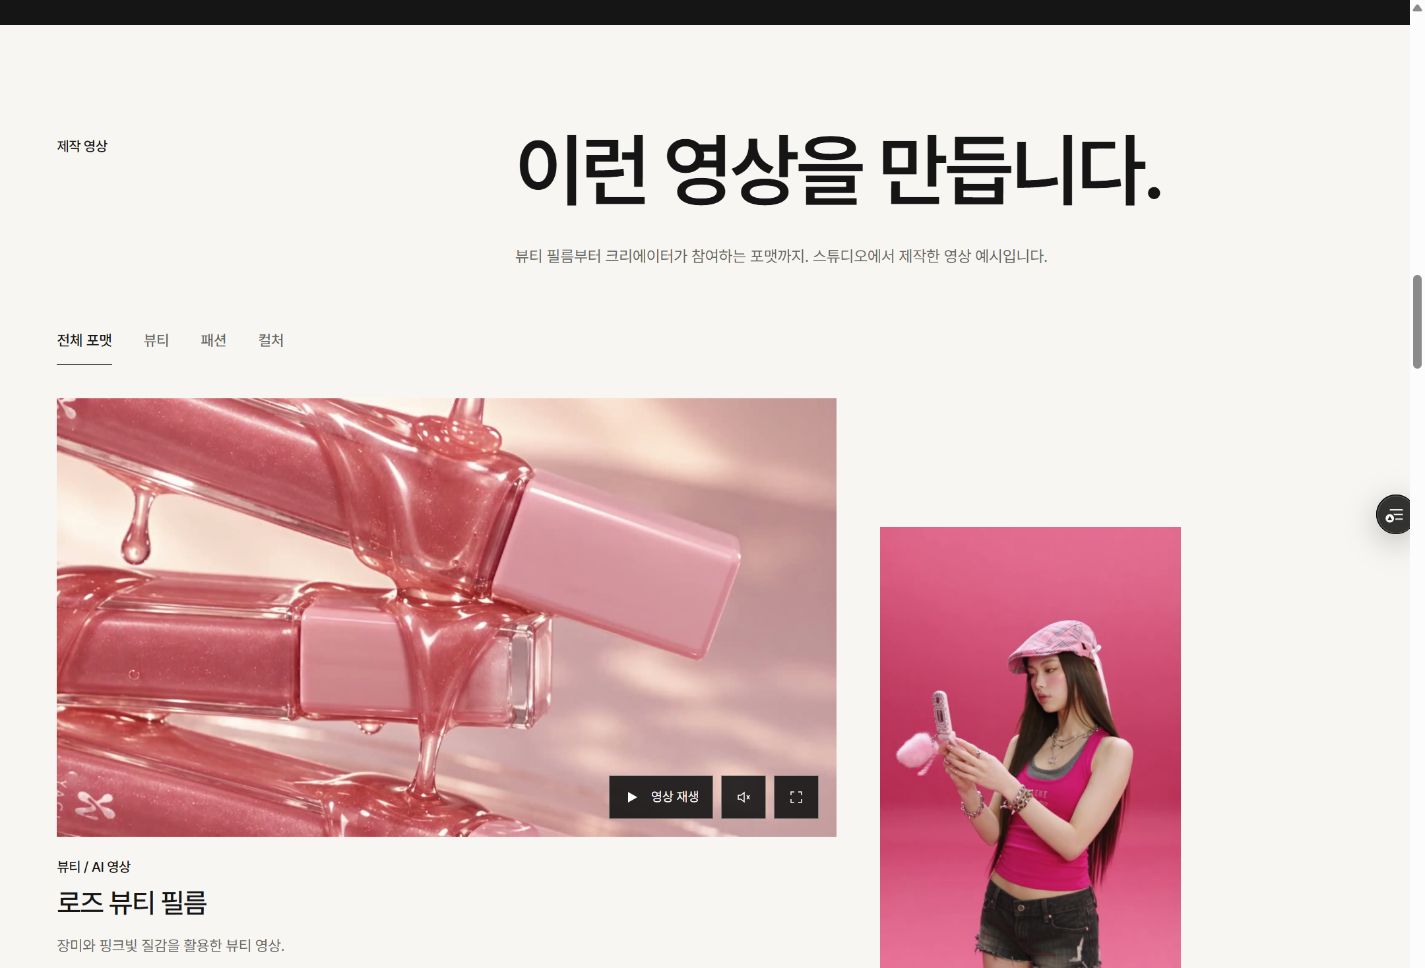 제작 영상
이런 영상을 만듭니다.
뷰티 필름부터 크리에이터가 참여하는 포맷까지. 스튜디오에서 제작한 영상 예시입니다.
전체 포맷 뷰티 패션 컬처
영상 재생
뷰티 / AI 영상
로즈 뷰티 필름
장미와 핑크빛 질감을 활용한 뷰티 영상.